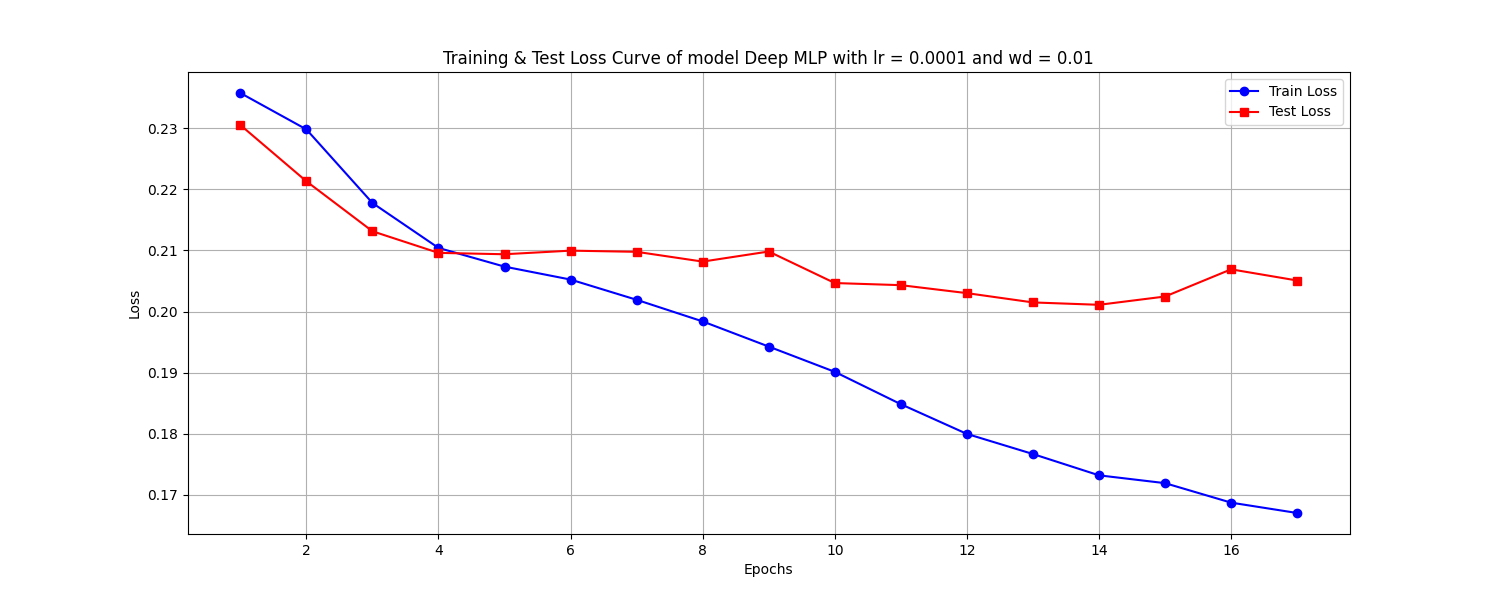 Training & Test Loss Curve of model Deep MLP with lr = 0.0001 and wd = 0.01
Train Loss
Test Loss
0.23
0.22
0.21
0.20
0.19
0.18
0.17
Loss
2 4 6 8 10 12 14 16
Epochs